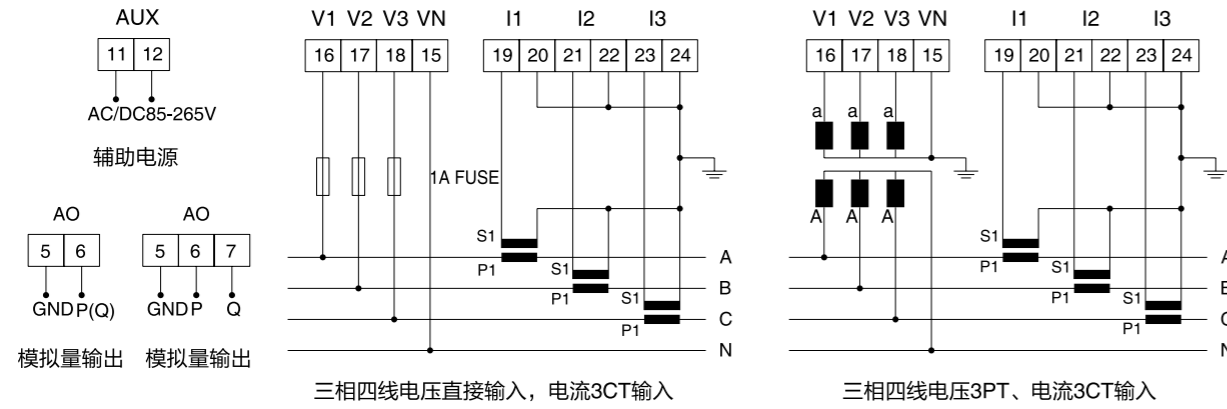 AUX
11 12
AC/DC85-265V
辅助电源
AO
5 6
GND P(Q)
模拟量输出
AO
5 6 7
GND P Q
模拟量输出
V1 V2 V3 VN I1 I2 I3
16 17 18 15 19 20 21 22 23 24
1A FUSE
S1
P1
A
S1
P1
B
S1
P1
C
N
三相四线电压直接输入，电流3CT输入
V1 V2 V3 VN I1 I2 I3
16 17 18 15 19 20 21 22 23 24
a a a
A A A
S1
P1
A
S1
P1
B
S1
P1
C
N
三相四线电压3PT、电流3CT输入